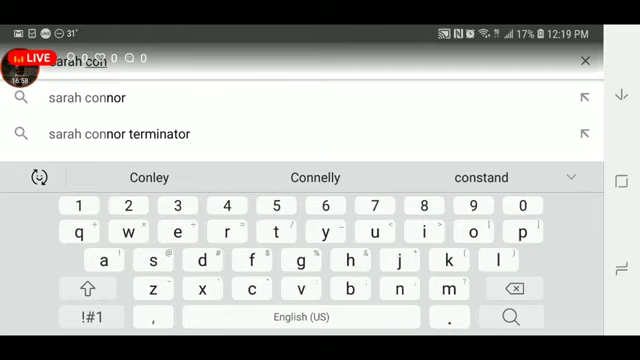 31° 17% 12:19 PM
LIVE 0 0 0
sarah con
16:58
sarah connor
sarah connor terminator
Conley Connelly constand
1 2 3 4 5 6 7 8 9 0
q w e r t y u i o p
a s d f g h j k l
z x c v b n m
!#1 , English (US) .